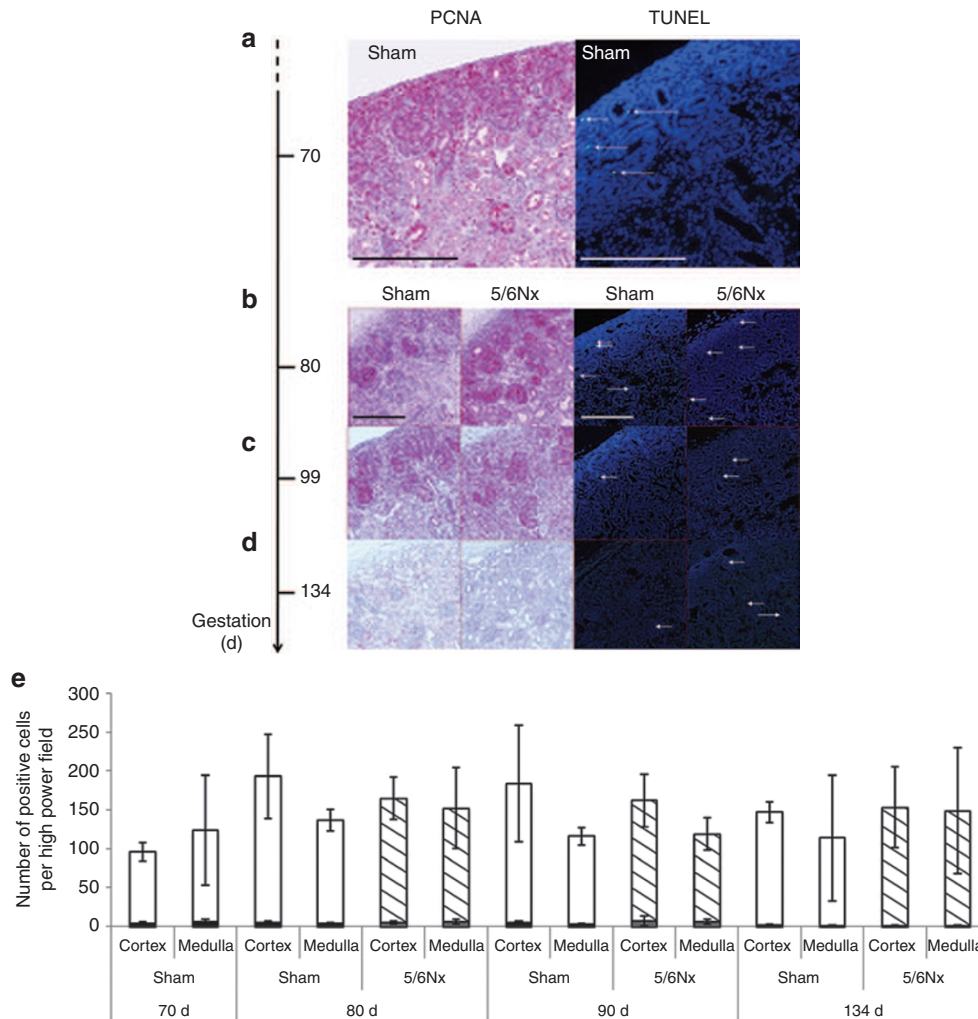 PCNA TUNEL
a
Sham Sham
70
b
Sham 5/6Nx Sham 5/6Nx
80
c
99
d
134
Gestation
(d)
e
Number of positive cells
per high power field
300
250
200
150
100
50
0
Cortex Medulla Cortex Medulla Cortex Medulla Cortex Medulla Cortex Medulla Cortex Medulla Cortex Medulla
Sham Sham 5/6Nx Sham 5/6Nx Sham 5/6Nx
70 d 80 d 90 d 134 d